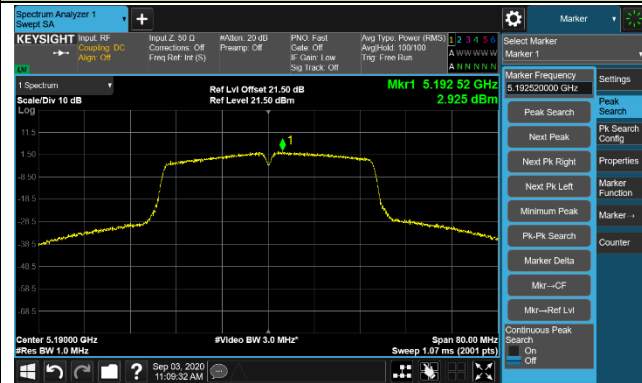 Spectrum Analyzer 1
Swept SA
Marker
KEYSIGHT
Input: RF
Coupling: DC
Align: Off
Input Z: 50 Ω
Corrections: Off
Freq Ref: Int (S)
#Atten: 20 dB
Preamp: Off
PNO: Fast
Gate: Off
IF Gain: Low
Sig Track: Off
Avg Type: Power (RMS)
Avg|Hold: 100/100
Trig: Free Run
1 2 3 4 5 6
A W W W W W
A N N N N N
LXI
Select Marker
Marker 1
1 Spectrum
Scale/Div 10 dB
Log
Ref Lvl Offset 21.50 dB
Ref Level 21.50 dBm
Mkr1 5.192 52 GHz
2.925 dBm
11.5
1.50
-8.50
-18.5
-28.5
-38.5
-48.5
-58.5
-68.5
1
Center 5.19000 GHz
#Res BW 1.0 MHz
#Video BW 3.0 MHz*
Span 80.00 MHz
Sweep 1.07 ms (2001 pts)
Marker Frequency
5.192520000 GHz
Peak Search
Next Peak
Next Pk Right
Next Pk Left
Minimum Peak
Pk-Pk Search
Marker Delta
Mkr→CF
Mkr→Ref Lvl
Continuous Peak
Search
On
Off
Settings
Peak
Search
Pk Search
Config
Properties
Marker
Function
Marker→
Counter
Sep 03, 2020
11:09:32 AM